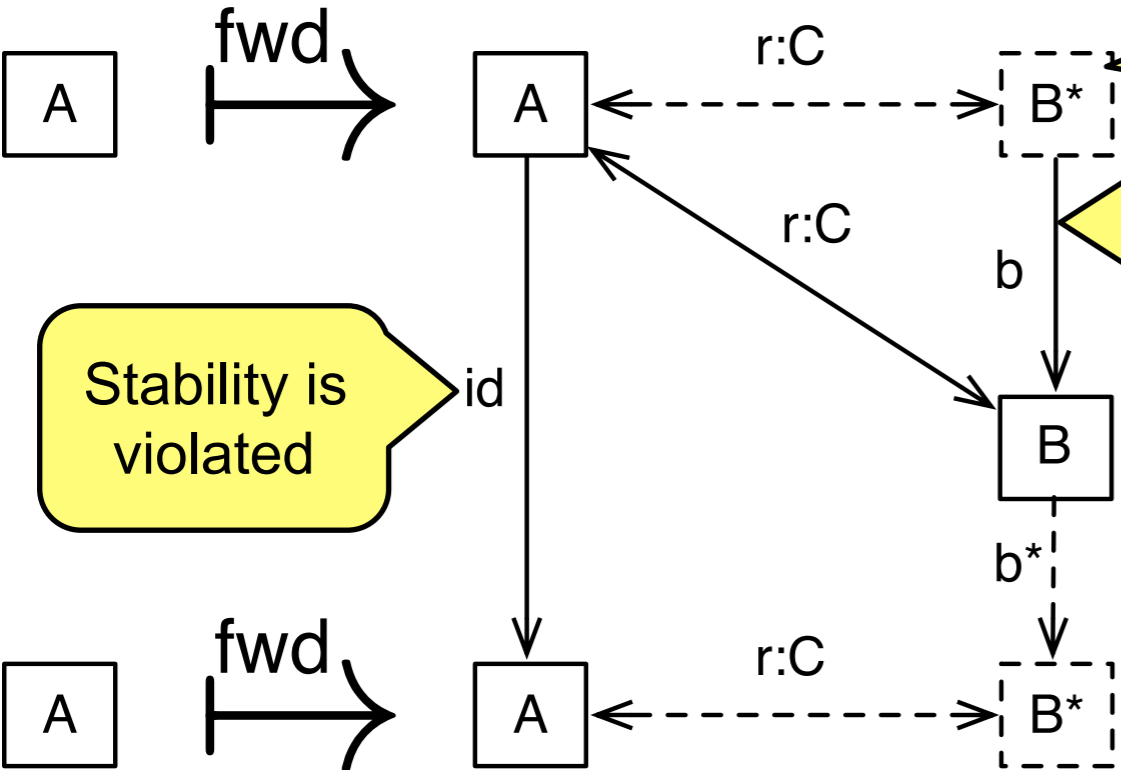 A
fwd
A
r:C
B*
r:C
b
Stability is
violated
id
B
b*
A
fwd
A
r:C
B*